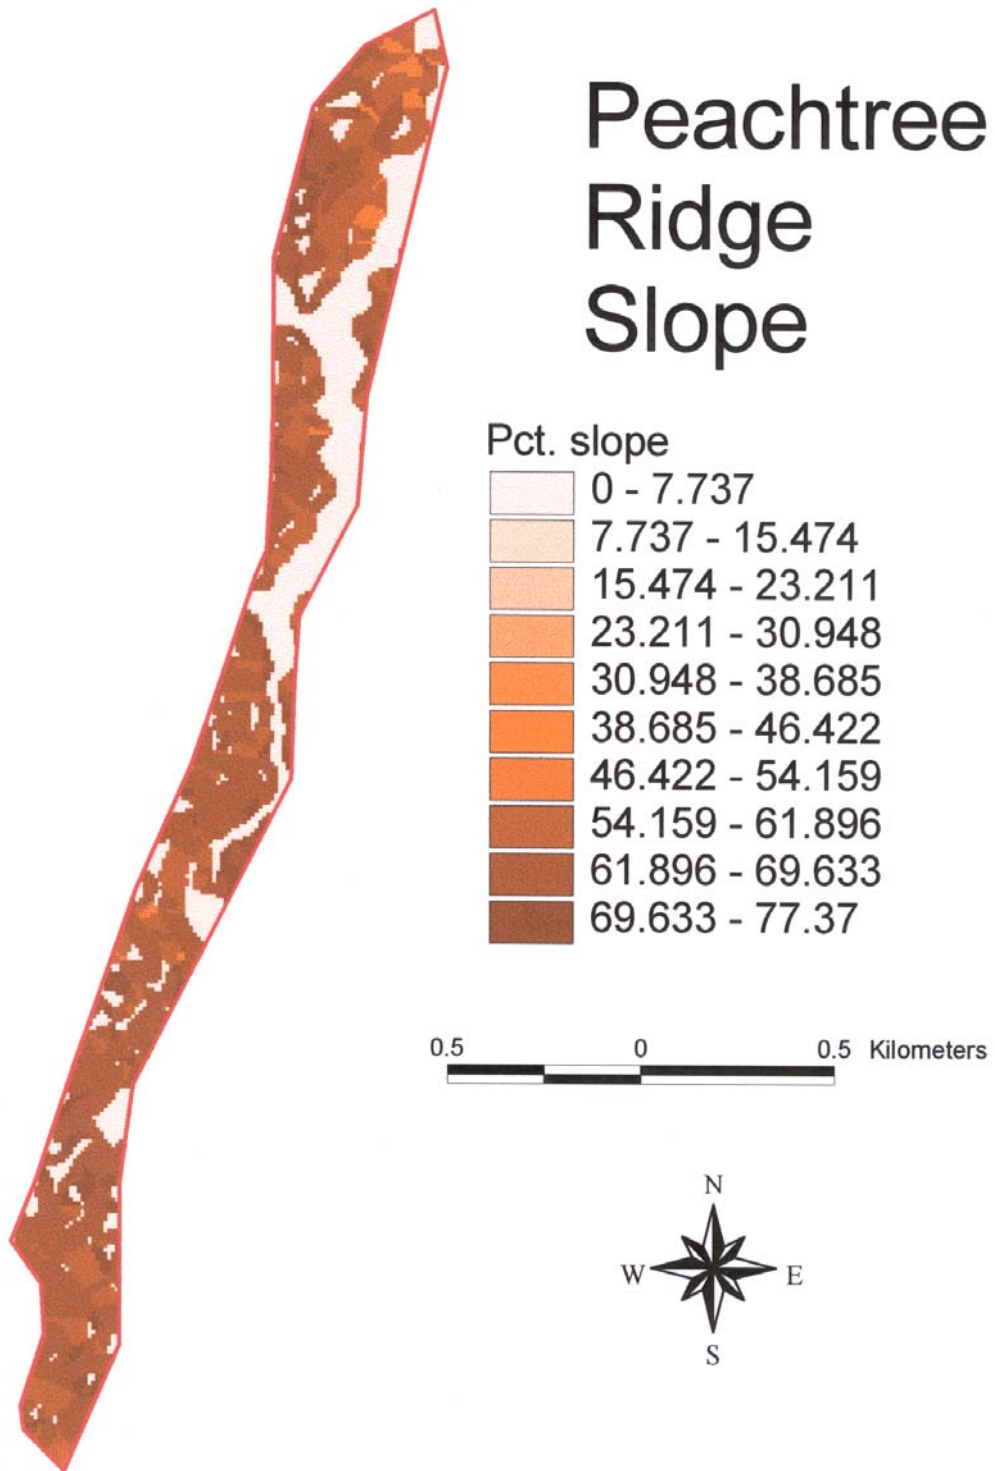 Peachtree
Ridge
Slope
Pct. slope
0 - 7.737
7.737 - 15.474
15.474 - 23.211
23.211 - 30.948
30.948 - 38.685
38.685 - 46.422
46.422 - 54.159
54.159 - 61.896
61.896 - 69.633
69.633 - 77.37
0.5 0 0.5 Kilometers
N
W E
S